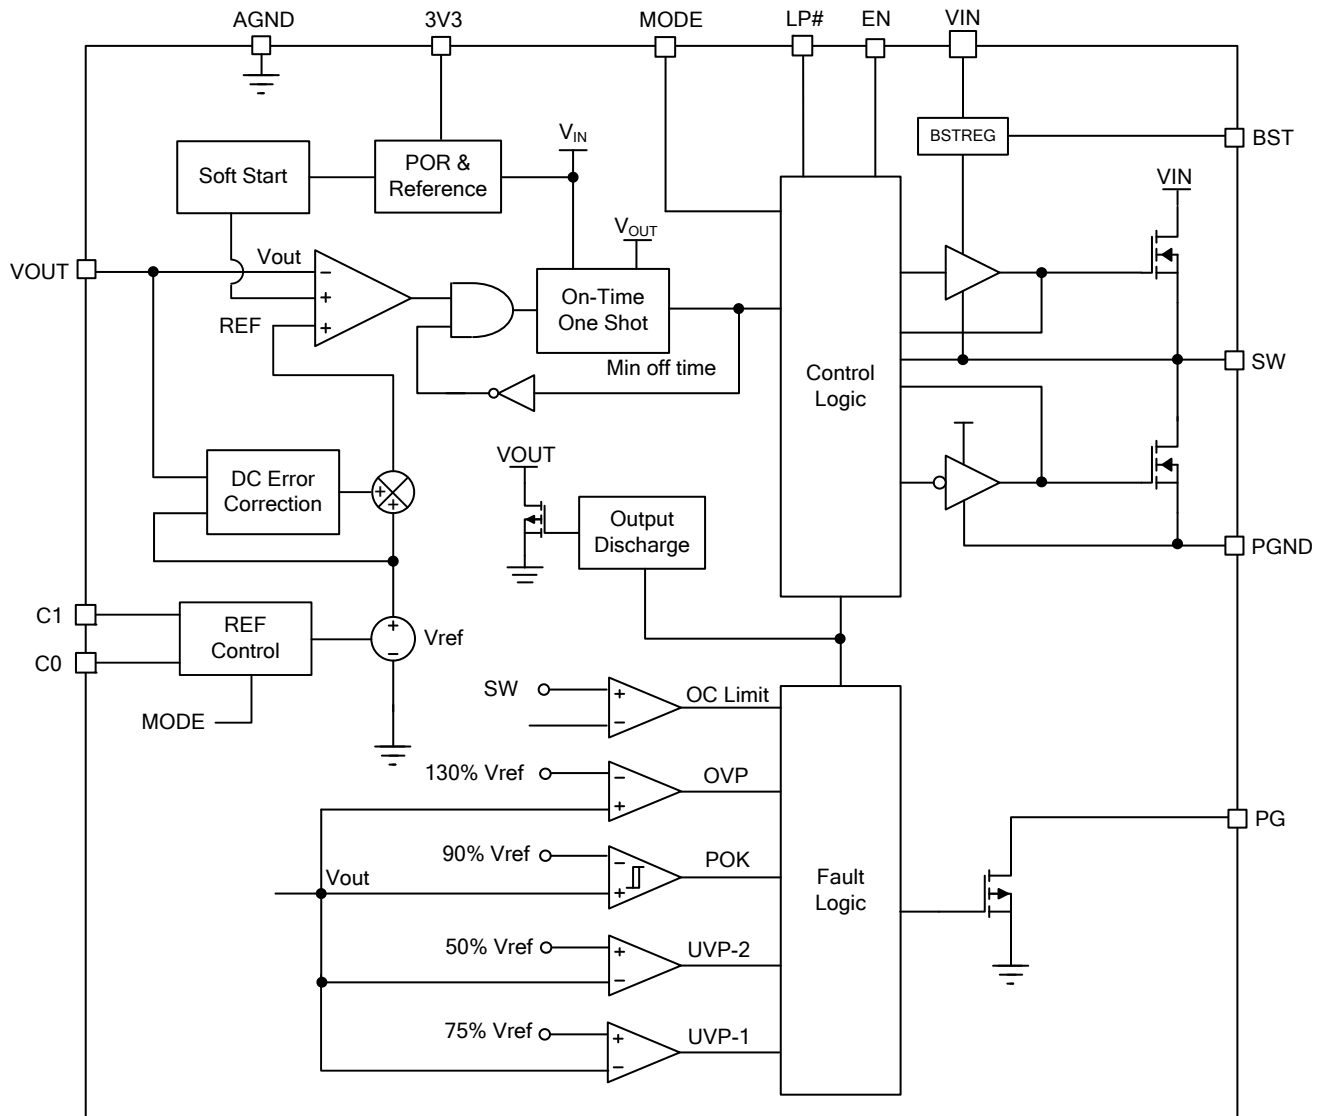 AGND
3V3
MODE
LP#
EN
VIN
BSTREG
BST
V_IN
Soft Start
POR &
Reference
VIN
V_OUT
VOUT
Vout
−
+
+
REF
On-Time
One Shot
Min off time
Control
Logic
SW
VOUT
DC Error
Correction
+
+
Output
Discharge
PGND
C1
C0
REF
Control
+
−
Vref
MODE
SW
+
−
OC Limit
130% Vref
−
+
OVP
90% Vref
−
+
POK
Vout
Fault
Logic
PG
50% Vref
+
−
UVP-2
75% Vref
+
−
UVP-1